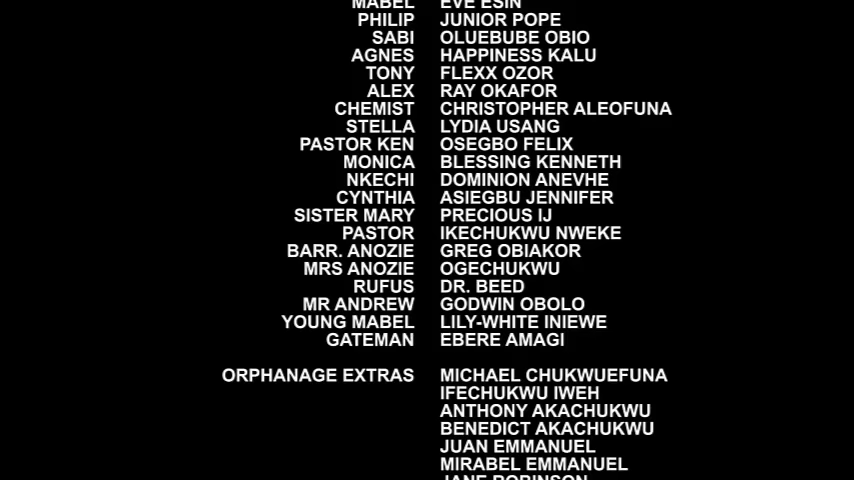 MABEL EVE ESIN
PHILIP JUNIOR POPE
SABI OLUEBUBE OBIO
AGNES HAPPINESS KALU
TONY FLEXX OZOR
ALEX RAY OKAFOR
CHEMIST CHRISTOPHER ALEOFUNA
STELLA LYDIA USANG
PASTOR KEN OSEGBO FELIX
MONICA BLESSING KENNETH
NKECHI DOMINION ANEVHE
CYNTHIA ASIEGBU JENNIFER
SISTER MARY PRECIOUS IJ
PASTOR IKECHUKWU NWEKE
BARR. ANOZIE GREG OBIAKOR
MRS ANOZIE OGECHUKWU
RUFUS DR. BEED
MR ANDREW GODWIN OBOLO
YOUNG MABEL LILY-WHITE INIEWE
GATEMAN EBERE AMAGI
ORPHANAGE EXTRAS MICHAEL CHUKWUEFUNA
IFECHUKWU IWEH
ANTHONY AKACHUKWU
BENEDICT AKACHUKWU
JUAN EMMANUEL
MIRABEL EMMANUEL
JANE ROBINSON